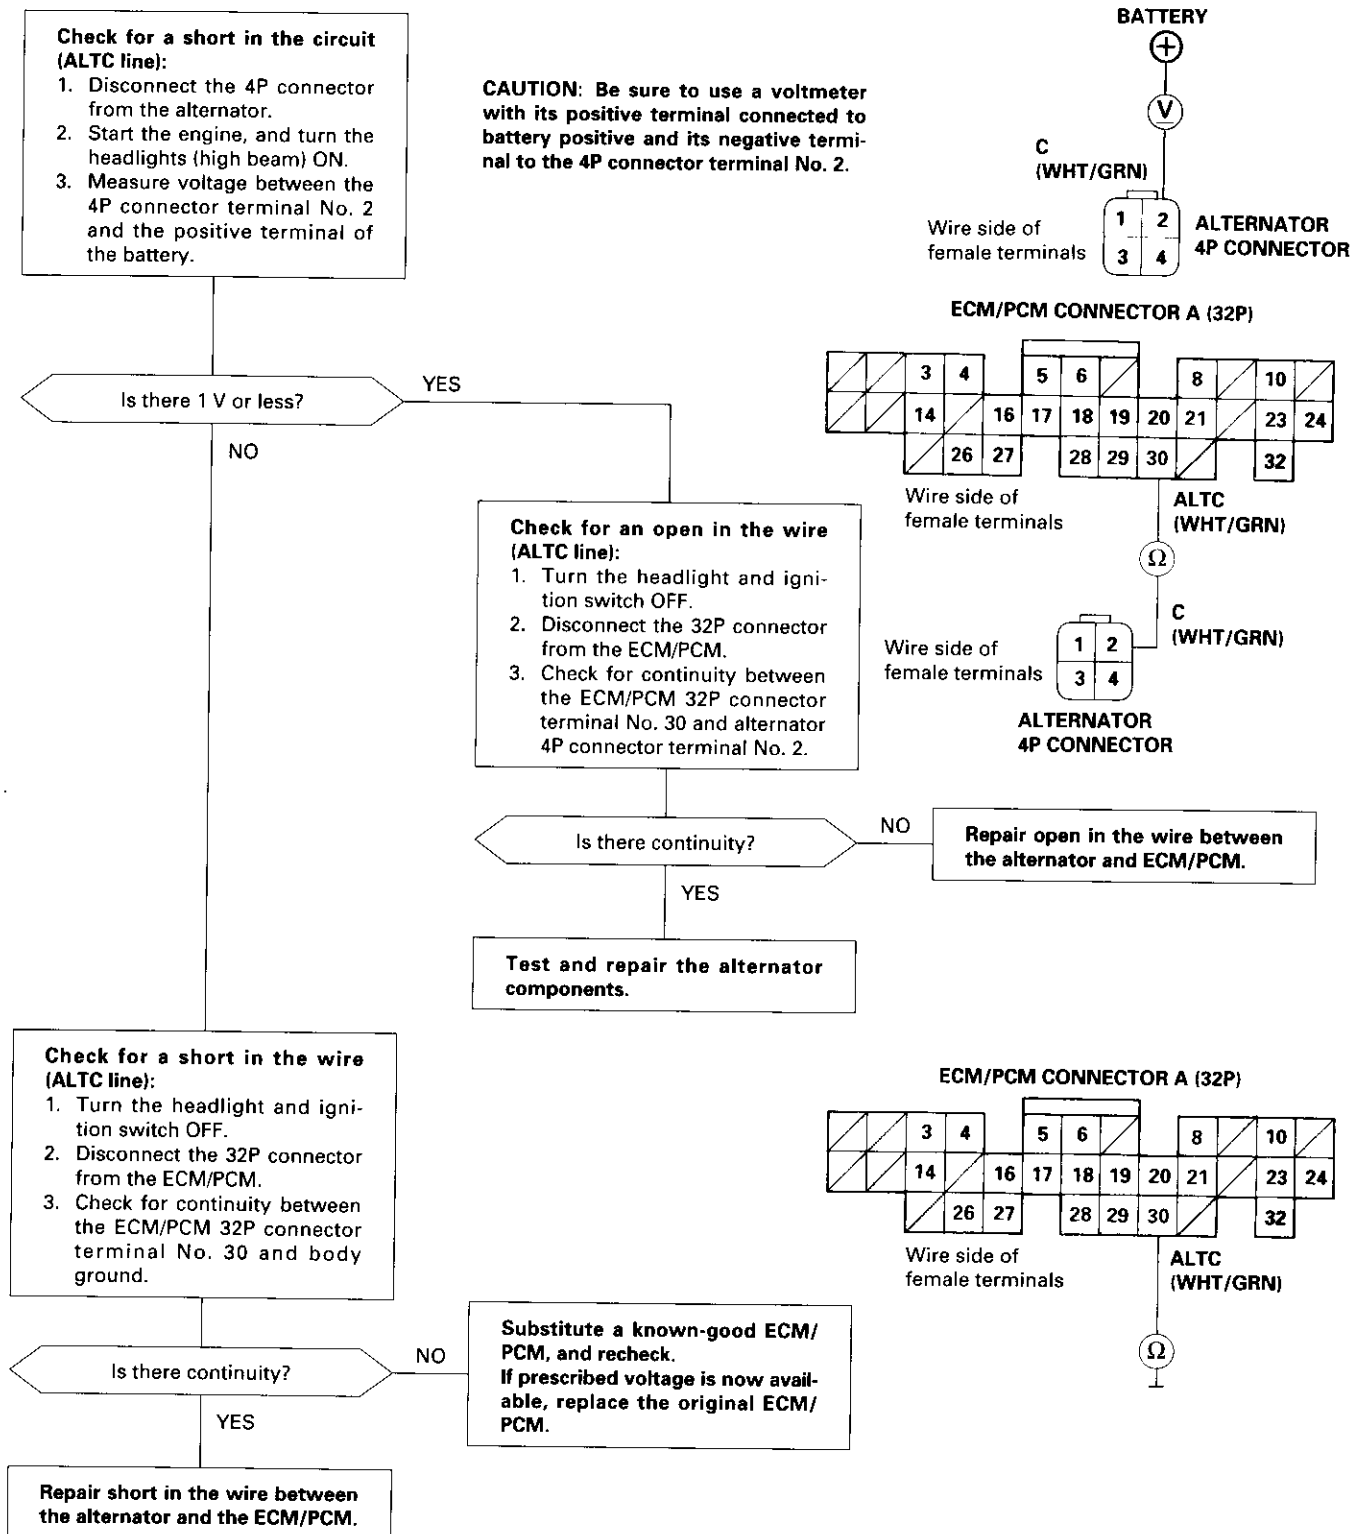 Check for a short in the circuit
(ALTC line):
1. Disconnect the 4P connector
from the alternator.
2. Start the engine, and turn the
headlights (high beam) ON.
3. Measure voltage between the
4P connector terminal No. 2
and the positive terminal of
the battery.
CAUTION: Be sure to use a voltmeter
with its positive terminal connected to
battery positive and its negative termi-
nal to the 4P connector terminal No. 2.
BATTERY
+
V
C
(WHT/GRN)
Wire side of
female terminals
1 2
3 4
ALTERNATOR
4P CONNECTOR
Is there 1 V or less?
YES
NO
ECM/PCM CONNECTOR A (32P)
3 4 5 6 8 10
14 16 17 18 19 20 21 23 24
26 27 28 29 30 32
Wire side of
female terminals
ALTC
(WHT/GRN)
Ω
C
(WHT/GRN)
Wire side of
female terminals
1 2
3 4
ALTERNATOR
4P CONNECTOR
Check for an open in the wire
(ALTC line):
1. Turn the headlight and igni-
tion switch OFF.
2. Disconnect the 32P connector
from the ECM/PCM.
3. Check for continuity between
the ECM/PCM 32P connector
terminal No. 30 and alternator
4P connector terminal No. 2.
Is there continuity?
NO
Repair open in the wire between
the alternator and ECM/PCM.
YES
Test and repair the alternator
components.
Check for a short in the wire
(ALTC line):
1. Turn the headlight and igni-
tion switch OFF.
2. Disconnect the 32P connector
from the ECM/PCM.
3. Check for continuity between
the ECM/PCM 32P connector
terminal No. 30 and body
ground.
ECM/PCM CONNECTOR A (32P)
3 4 5 6 8 10
14 16 17 18 19 20 21 23 24
26 27 28 29 30 32
Wire side of
female terminals
ALTC
(WHT/GRN)
Ω
Is there continuity?
NO
Substitute a known-good ECM/
PCM, and recheck.
If prescribed voltage is now avail-
able, replace the original ECM/
PCM.
YES
Repair short in the wire between
the alternator and the ECM/PCM.